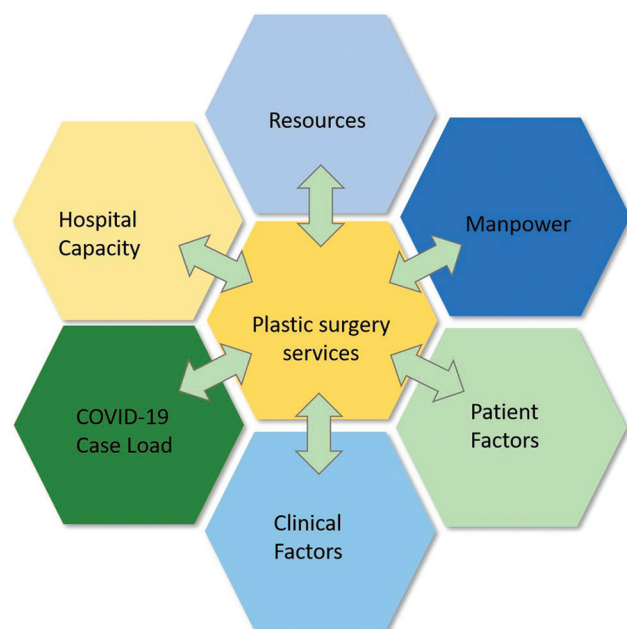 Resources
Manpower
Hospital
Capacity
Plastic surgery
services
COVID-19
Case Load
Patient
Factors
Clinical
Factors